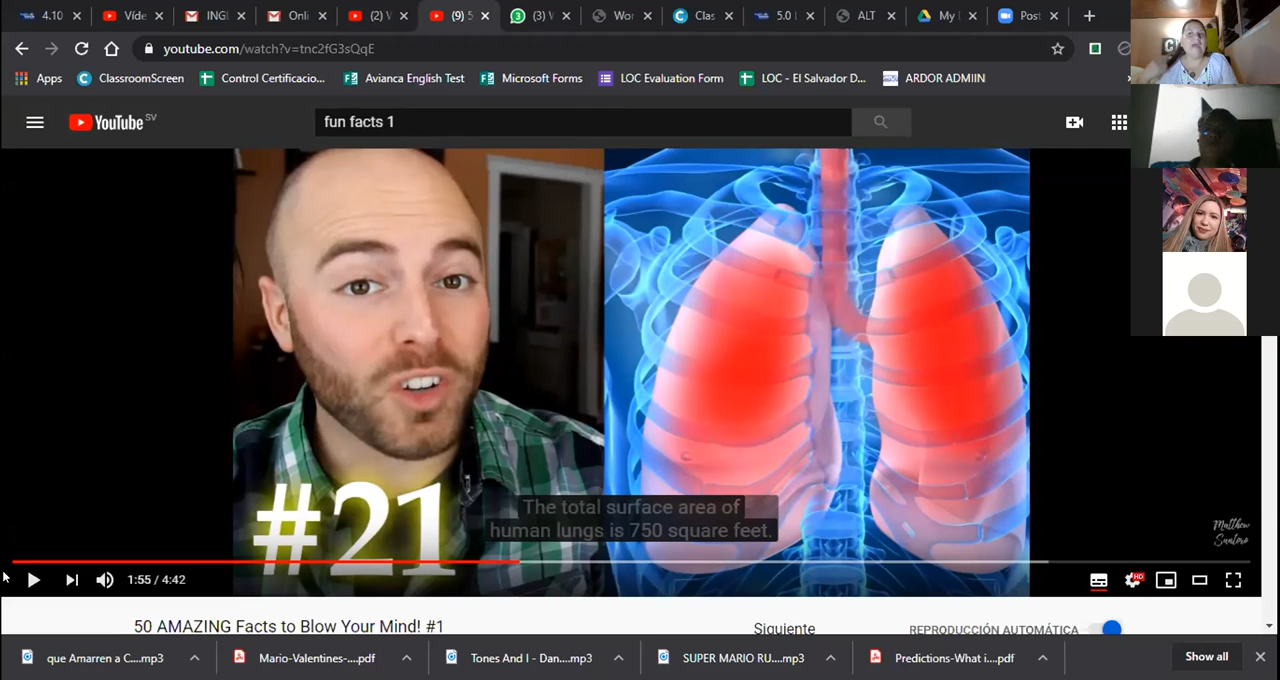 4.10
Víde
INGL
Onli
(2) V
(9) 5
(3) V
Wor
Clas
5.0 I
ALT
My D
Post
youtube.com/watch?v=tnc2fG3sQqE
Apps
ClassroomScreen
Control Certificacio...
Avianca English Test
Microsoft Forms
LOC Evaluation Form
LOC - El Salvador D...
ARDOR ADMIIN
YouTube SV
fun facts 1
#21
The total surface area of
human lungs is 750 square feet.
Matthew
Santoro
1:55 / 4:42
HD
50 AMAZING Facts to Blow Your Mind! #1
Siguiente
REPRODUCCIÓN AUTOMÁTICA
que Amarren a C....mp3
Mario-Valentines-....pdf
Tones And I - Dan....mp3
SUPER MARIO RU....mp3
Predictions-What i....pdf
Show all